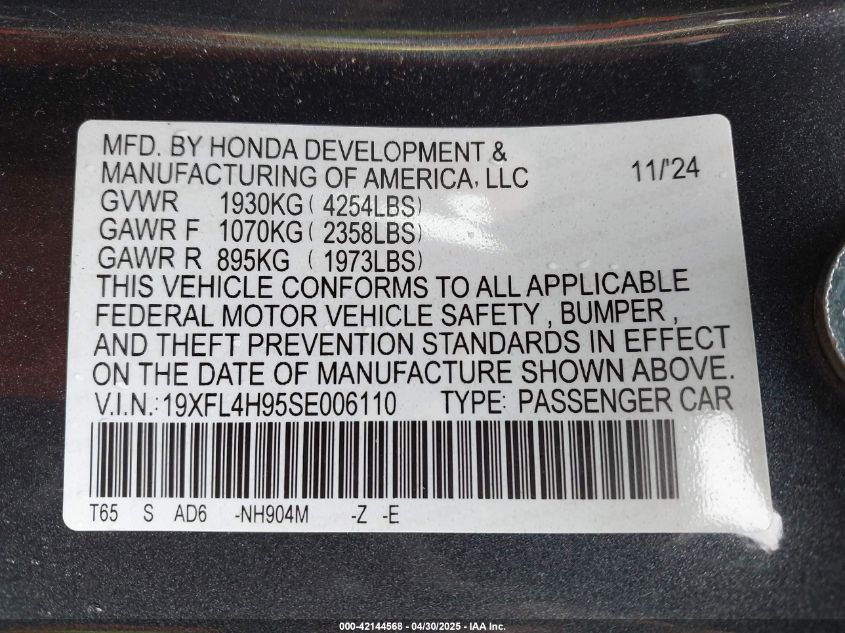 MFD. BY HONDA DEVELOPMENT &
MANUFACTURING OF AMERICA, LLC 11/'24
GVWR 1930KG ( 4254LBS)
GAWR F 1070KG ( 2358LBS)
GAWR R 895KG ( 1973LBS)
THIS VEHICLE CONFORMS TO ALL APPLICABLE
FEDERAL MOTOR VEHICLE SAFETY , BUMPER ,
AND THEFT PREVENTION STANDARDS IN EFFECT
ON THE DATE OF MANUFACTURE SHOWN ABOVE.
V.I.N.: 19XFL4H95SE006110 TYPE: PASSENGER CAR
T65 S AD6 -NH904M -Z -E
000-42144568 - 04/30/2025 - IAA Inc.